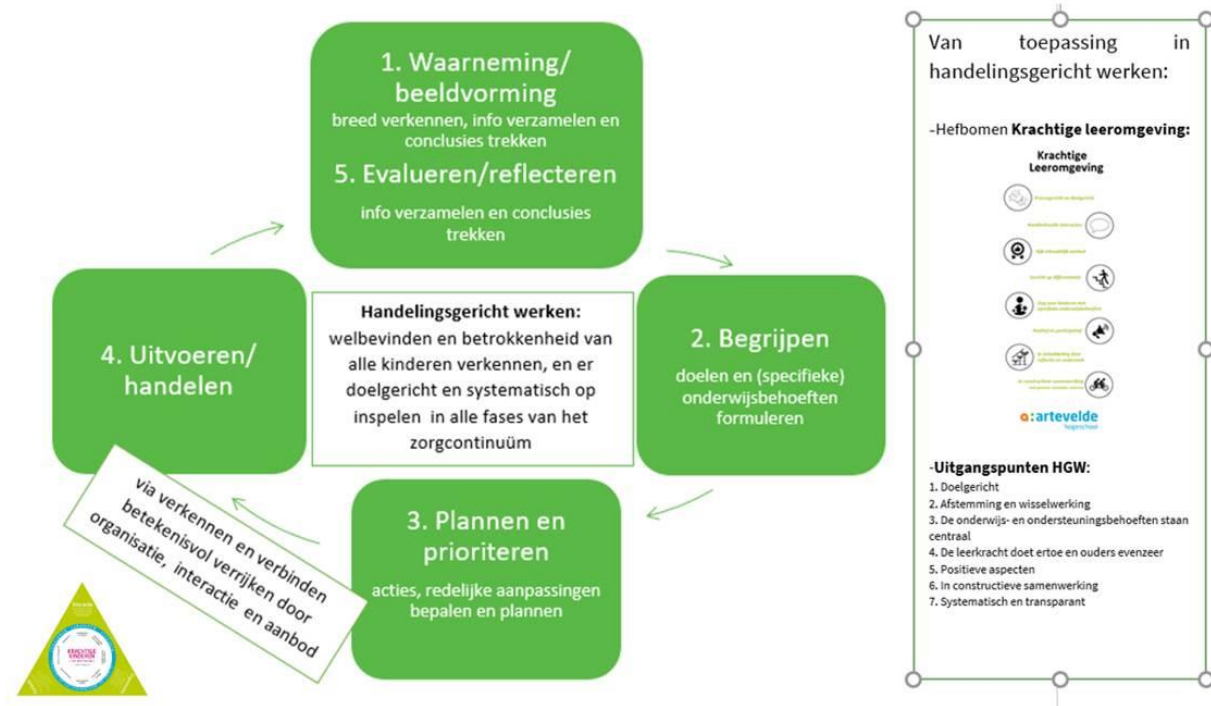 1. Waarneming/
beeldvorming
breed verkennen, info verzamelen en
conclusies trekken
5. Evalueren/reflecteren
info verzamelen en conclusies
trekken
2. Begrijpen
doelen en (specifieke)
onderwijsbehoeften
formuleren
3. Plannen en
prioriteren
acties, redelijke aanpassingen
bepalen en plannen
4. Uitvoeren/
handelen
Handelingsgericht werken:
welbevinden en betrokkenheid van
alle kinderen verkennen, en er
doelgericht en systematisch op
inspelen in alle fases van het
zorgcontinuüm
via verkennen en verbinden
betekenisvol verrijken door
organisatie, interactie en aanbod
KRACHTIGE
KINDEREN
Van toepassing in
handelingsgericht werken:
-Hefbomen Krachtige leeromgeving:
Krachtige
Leeromgeving
a:artevelde
hogeschool
-Uitgangspunten HGW:
1. Doelgericht
2. Afstemming en wisselwerking
3. De onderwijs- en ondersteuningsbehoeften staan
centraal
4. De leerkracht doet ertoe en ouders evenzeer
5. Positieve aspecten
6. In constructieve samenwerking
7. Systematisch en transparant